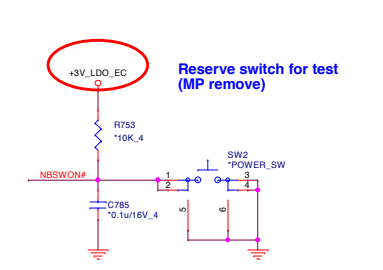 +3V_LDO_EC
Reserve switch for test
(MP remove)
R753
*10K_4
SW2
*POWER_SW
NBSWON#
1
2
3
4
C785
*0.1u/16V_4
5
6